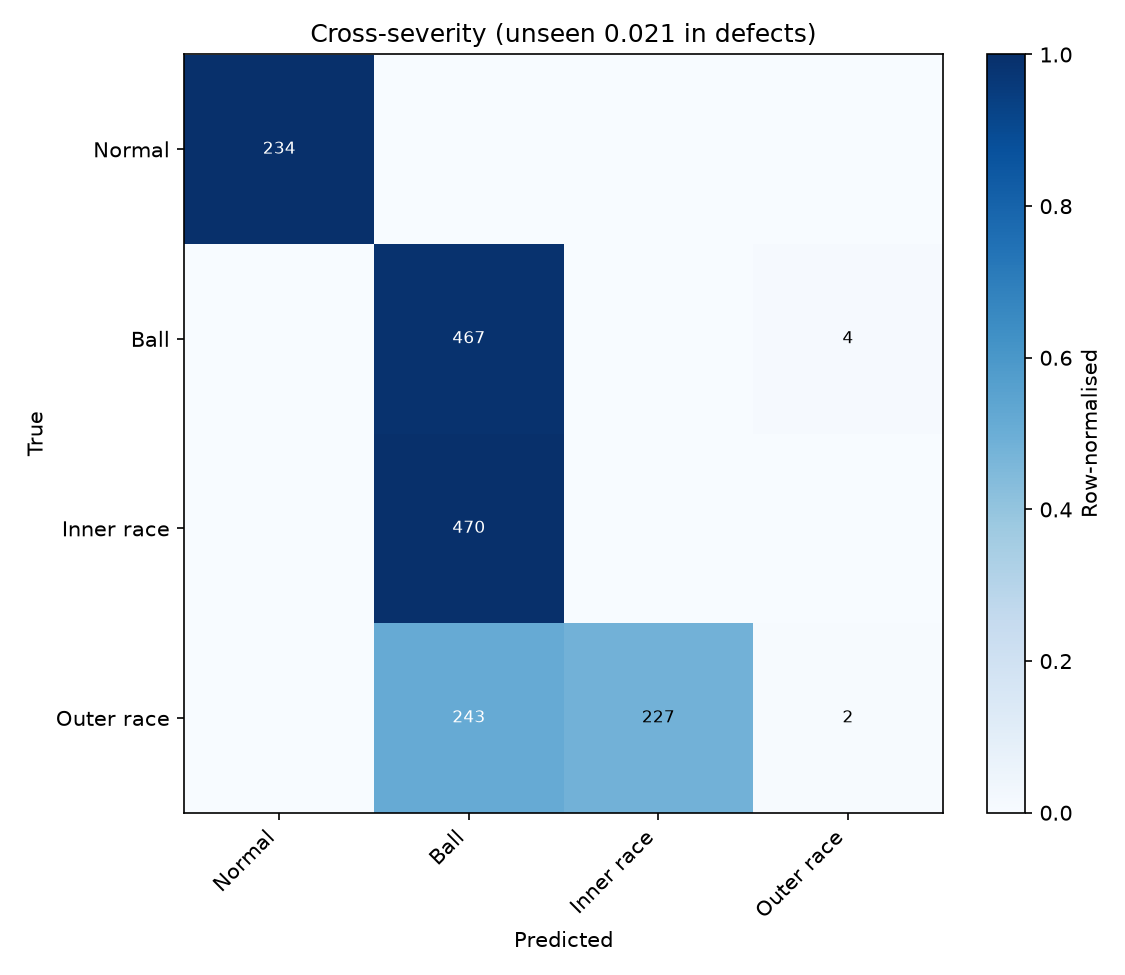 Cross-severity (unseen 0.021 in defects)
Normal
Ball
Inner race
Outer race
True
234
467
4
470
243
227
2
Normal
Ball
Inner race
Outer race
Predicted
1.0
0.8
0.6
0.4
0.2
0.0
Row-normalised